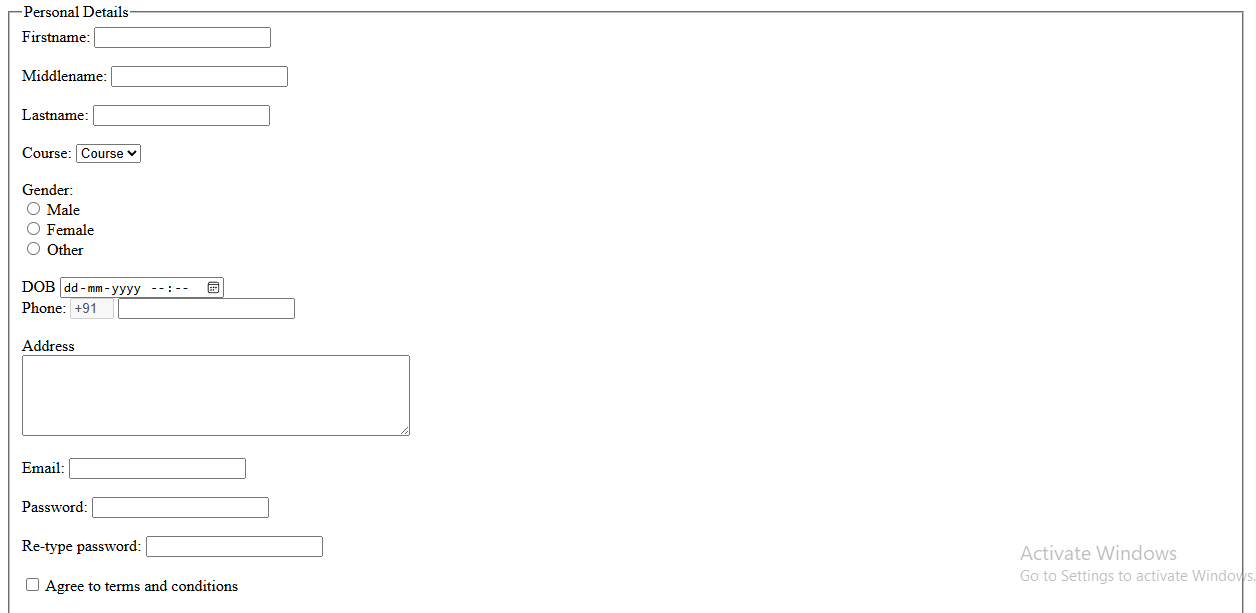 Personal Details
Firstname:
Middlename:
Lastname:
Course: Course
Gender:
Male
Female
Other
DOB dd-mm-yyyy --:--
Phone: +91
Address
Email:
Password:
Re-type password:
Agree to terms and conditions
Activate Windows
Go to Settings to activate Windows.